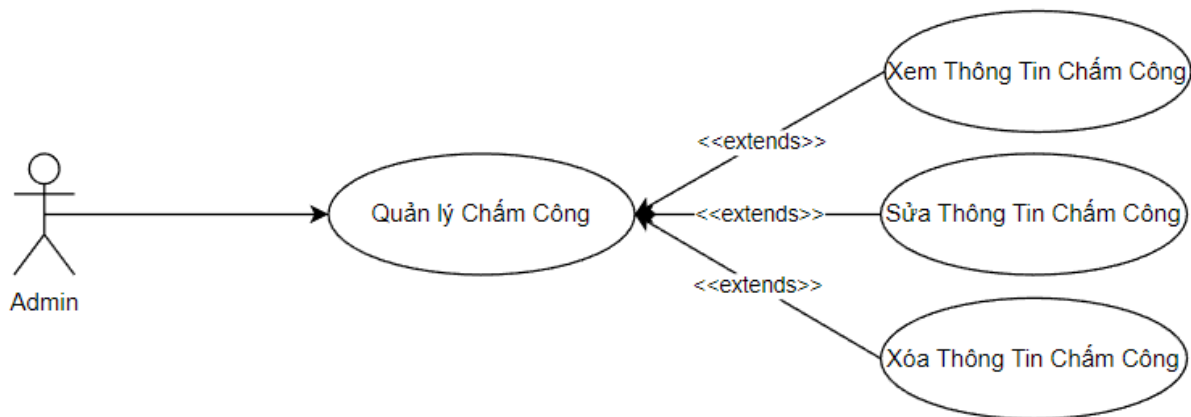 Xem Thông Tin Chấm Công
<<extends>>
Quản lý Chấm Công
<<extends>>
Sửa Thông Tin Chấm Công
<<extends>>
Admin
Xóa Thông Tin Chấm Công